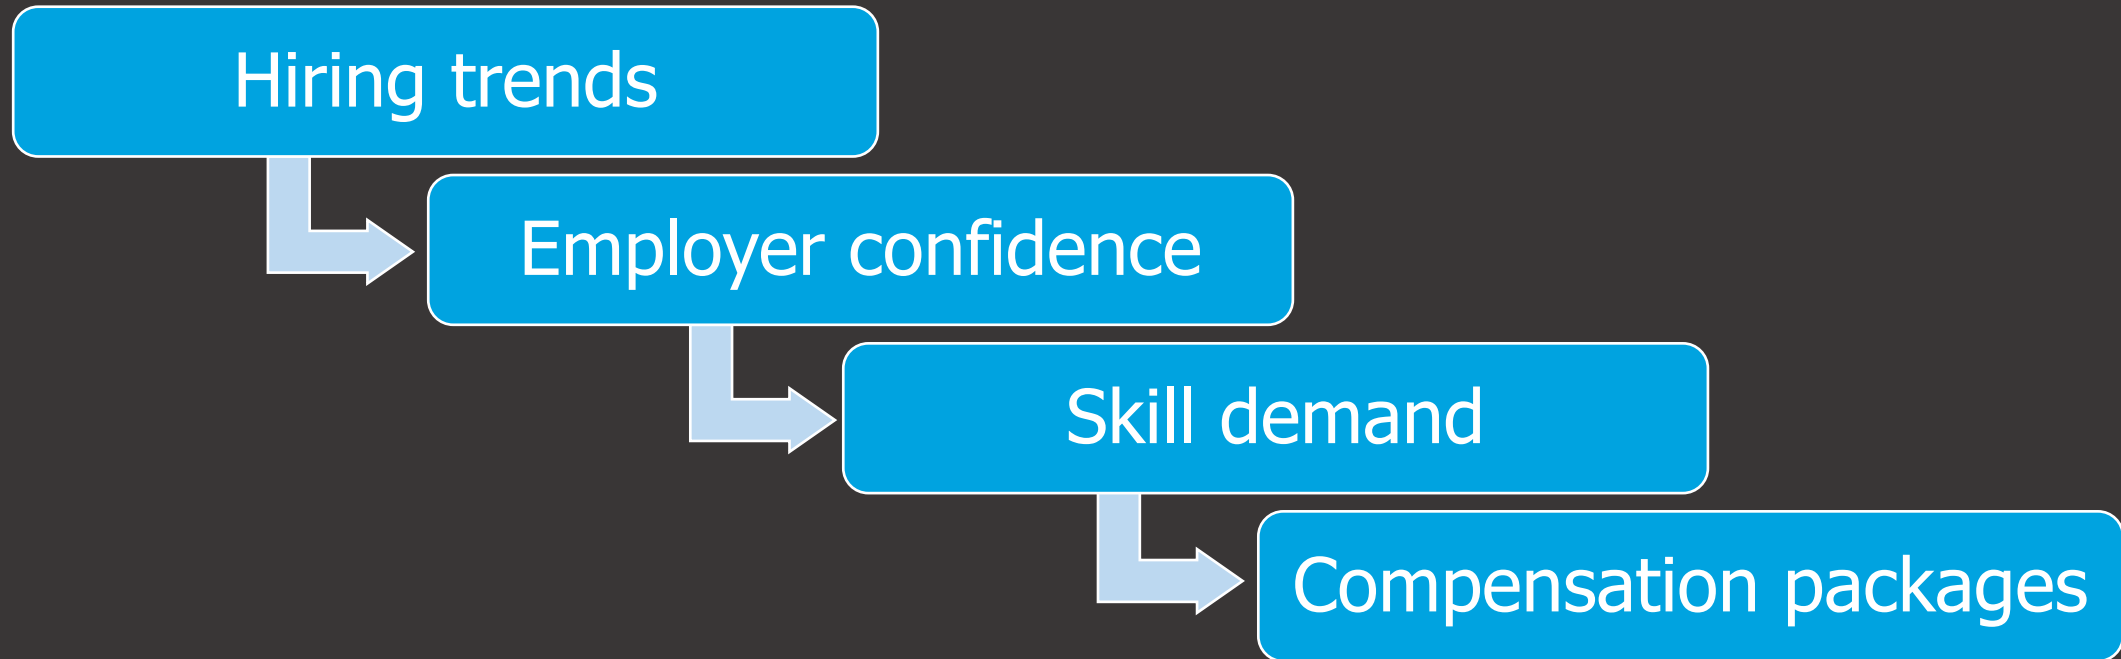 Hiring trends
Employer confidence
Skill demand
Compensation packages